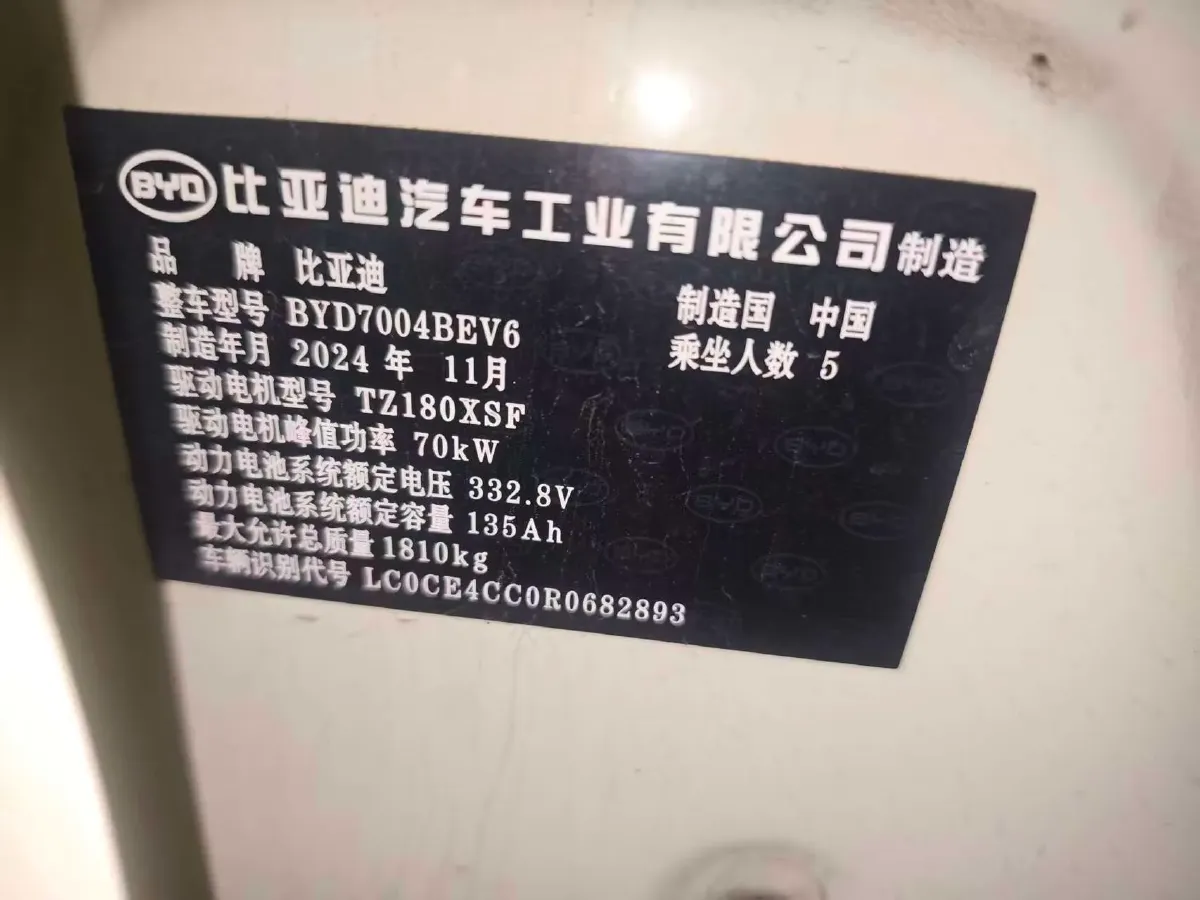 BYD 比亚迪汽车工业有限公司制造
品 牌 比亚迪
整车型号 BYD7004BEV6 制造国 中国
制造年月 2024 年 11月 乘坐人数 5
驱动电机型号 TZ180XSF
驱动电机峰值功率 70kW
动力电池系统额定电压 332.8V
动力电池系统额定容量 135Ah
最大允许总质量 1810kg
车辆识别代号 LC0CE4CC0R0682893